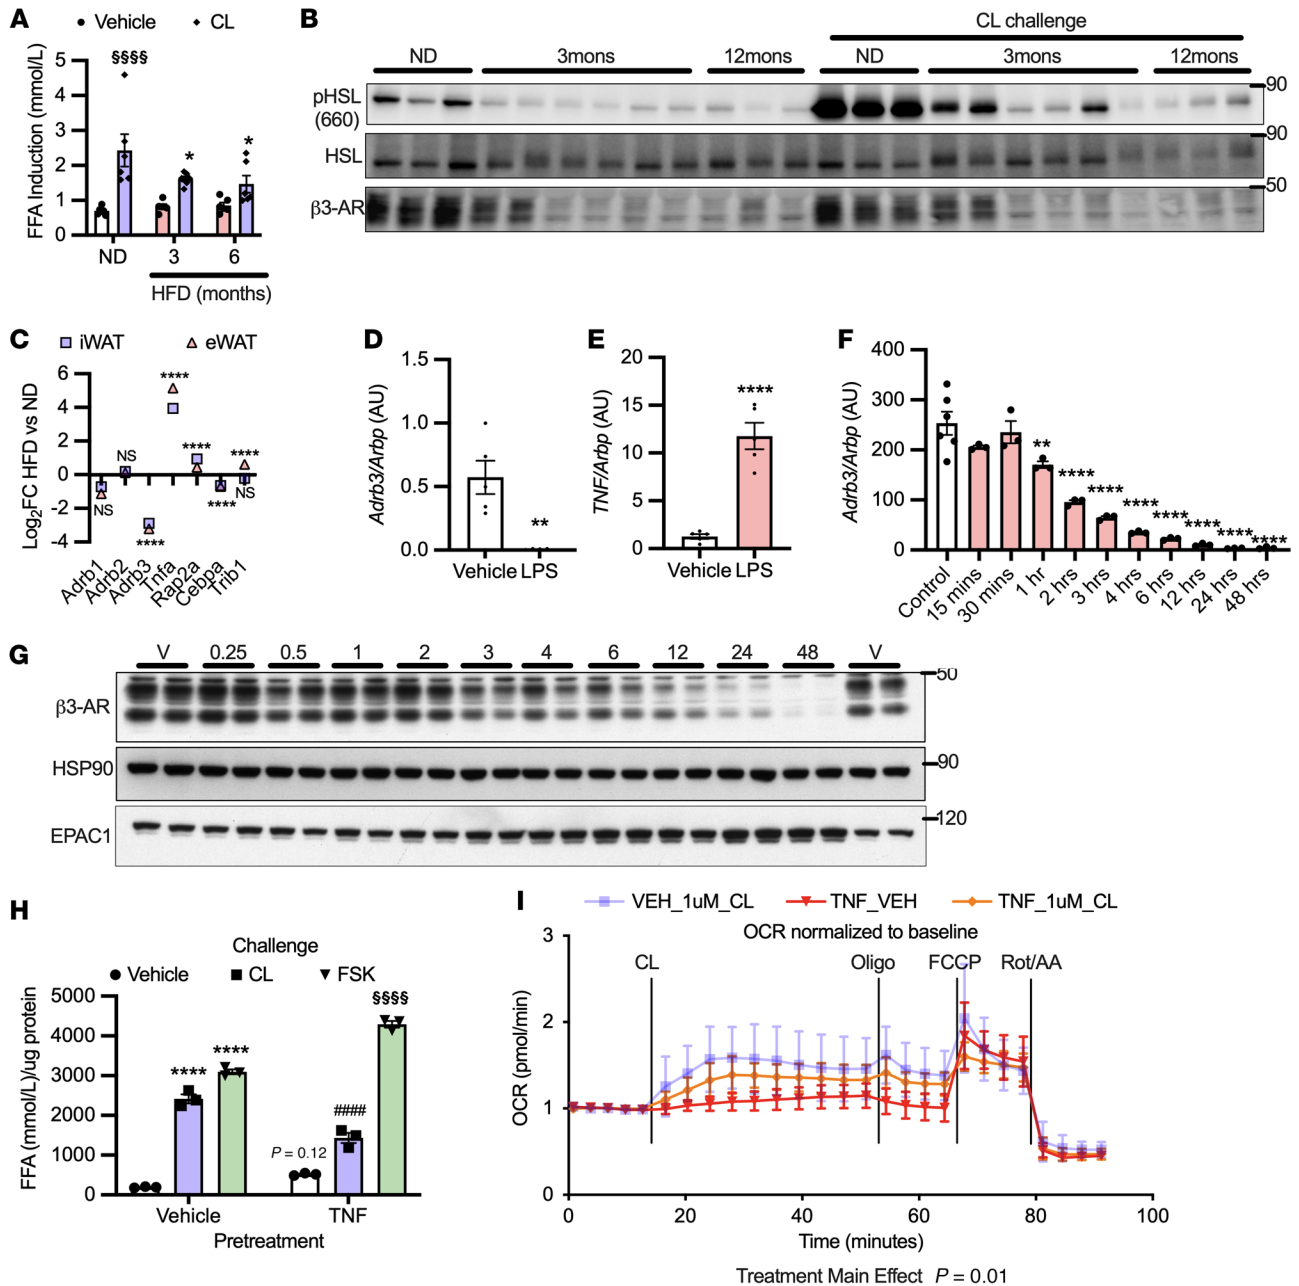 A
Vehicle
CL
FFA Induction (mmol/L)
5
4
3
2
1
0
§§§§
*
*
ND
3
6
HFD (months)
B
CL challenge
ND
3mons
12mons
ND
3mons
12mons
pHSL
(660)
90
HSL
90
β3-AR
50
C
iWAT
eWAT
Log2FC HFD vs ND
6
4
2
0
-2
-4
NS
NS
****
****
****
****
****
NS
Adrb1
Adrb2
Adrb3
Tnfa
Rap2a
Cebpa
Trib1
D
Adrb3/Arbp (AU)
1.5
1.0
0.5
0.0
**
Vehicle LPS
E
TNF/Arbp (AU)
20
15
10
5
0
****
Vehicle LPS
F
Adrb3/Arbp (AU)
400
300
200
100
0
**
****
****
****
****
****
****
****
Control
15 mins
30 mins
1 hr
2 hrs
3 hrs
4 hrs
6 hrs
12 hrs
24 hrs
48 hrs
G
V 0.25 0.5 1 2 3 4 6 12 24 48 V
β3-AR
50
HSP90
90
EPAC1
120
H
Challenge
Vehicle
CL
FSK
FFA (mmol/L)/ug protein
5000
4000
3000
2000
1000
0
****
****
P = 0.12
####
§§§§
Vehicle
TNF
Pretreatment
I
VEH_1uM_CL
TNF_VEH
TNF_1uM_CL
OCR normalized to baseline
CL
Oligo
FCCP
Rot/AA
OCR (pmol/min)
3
2
1
0
0 20 40 60 80 100
Time (minutes)
Treatment Main Effect P = 0.01